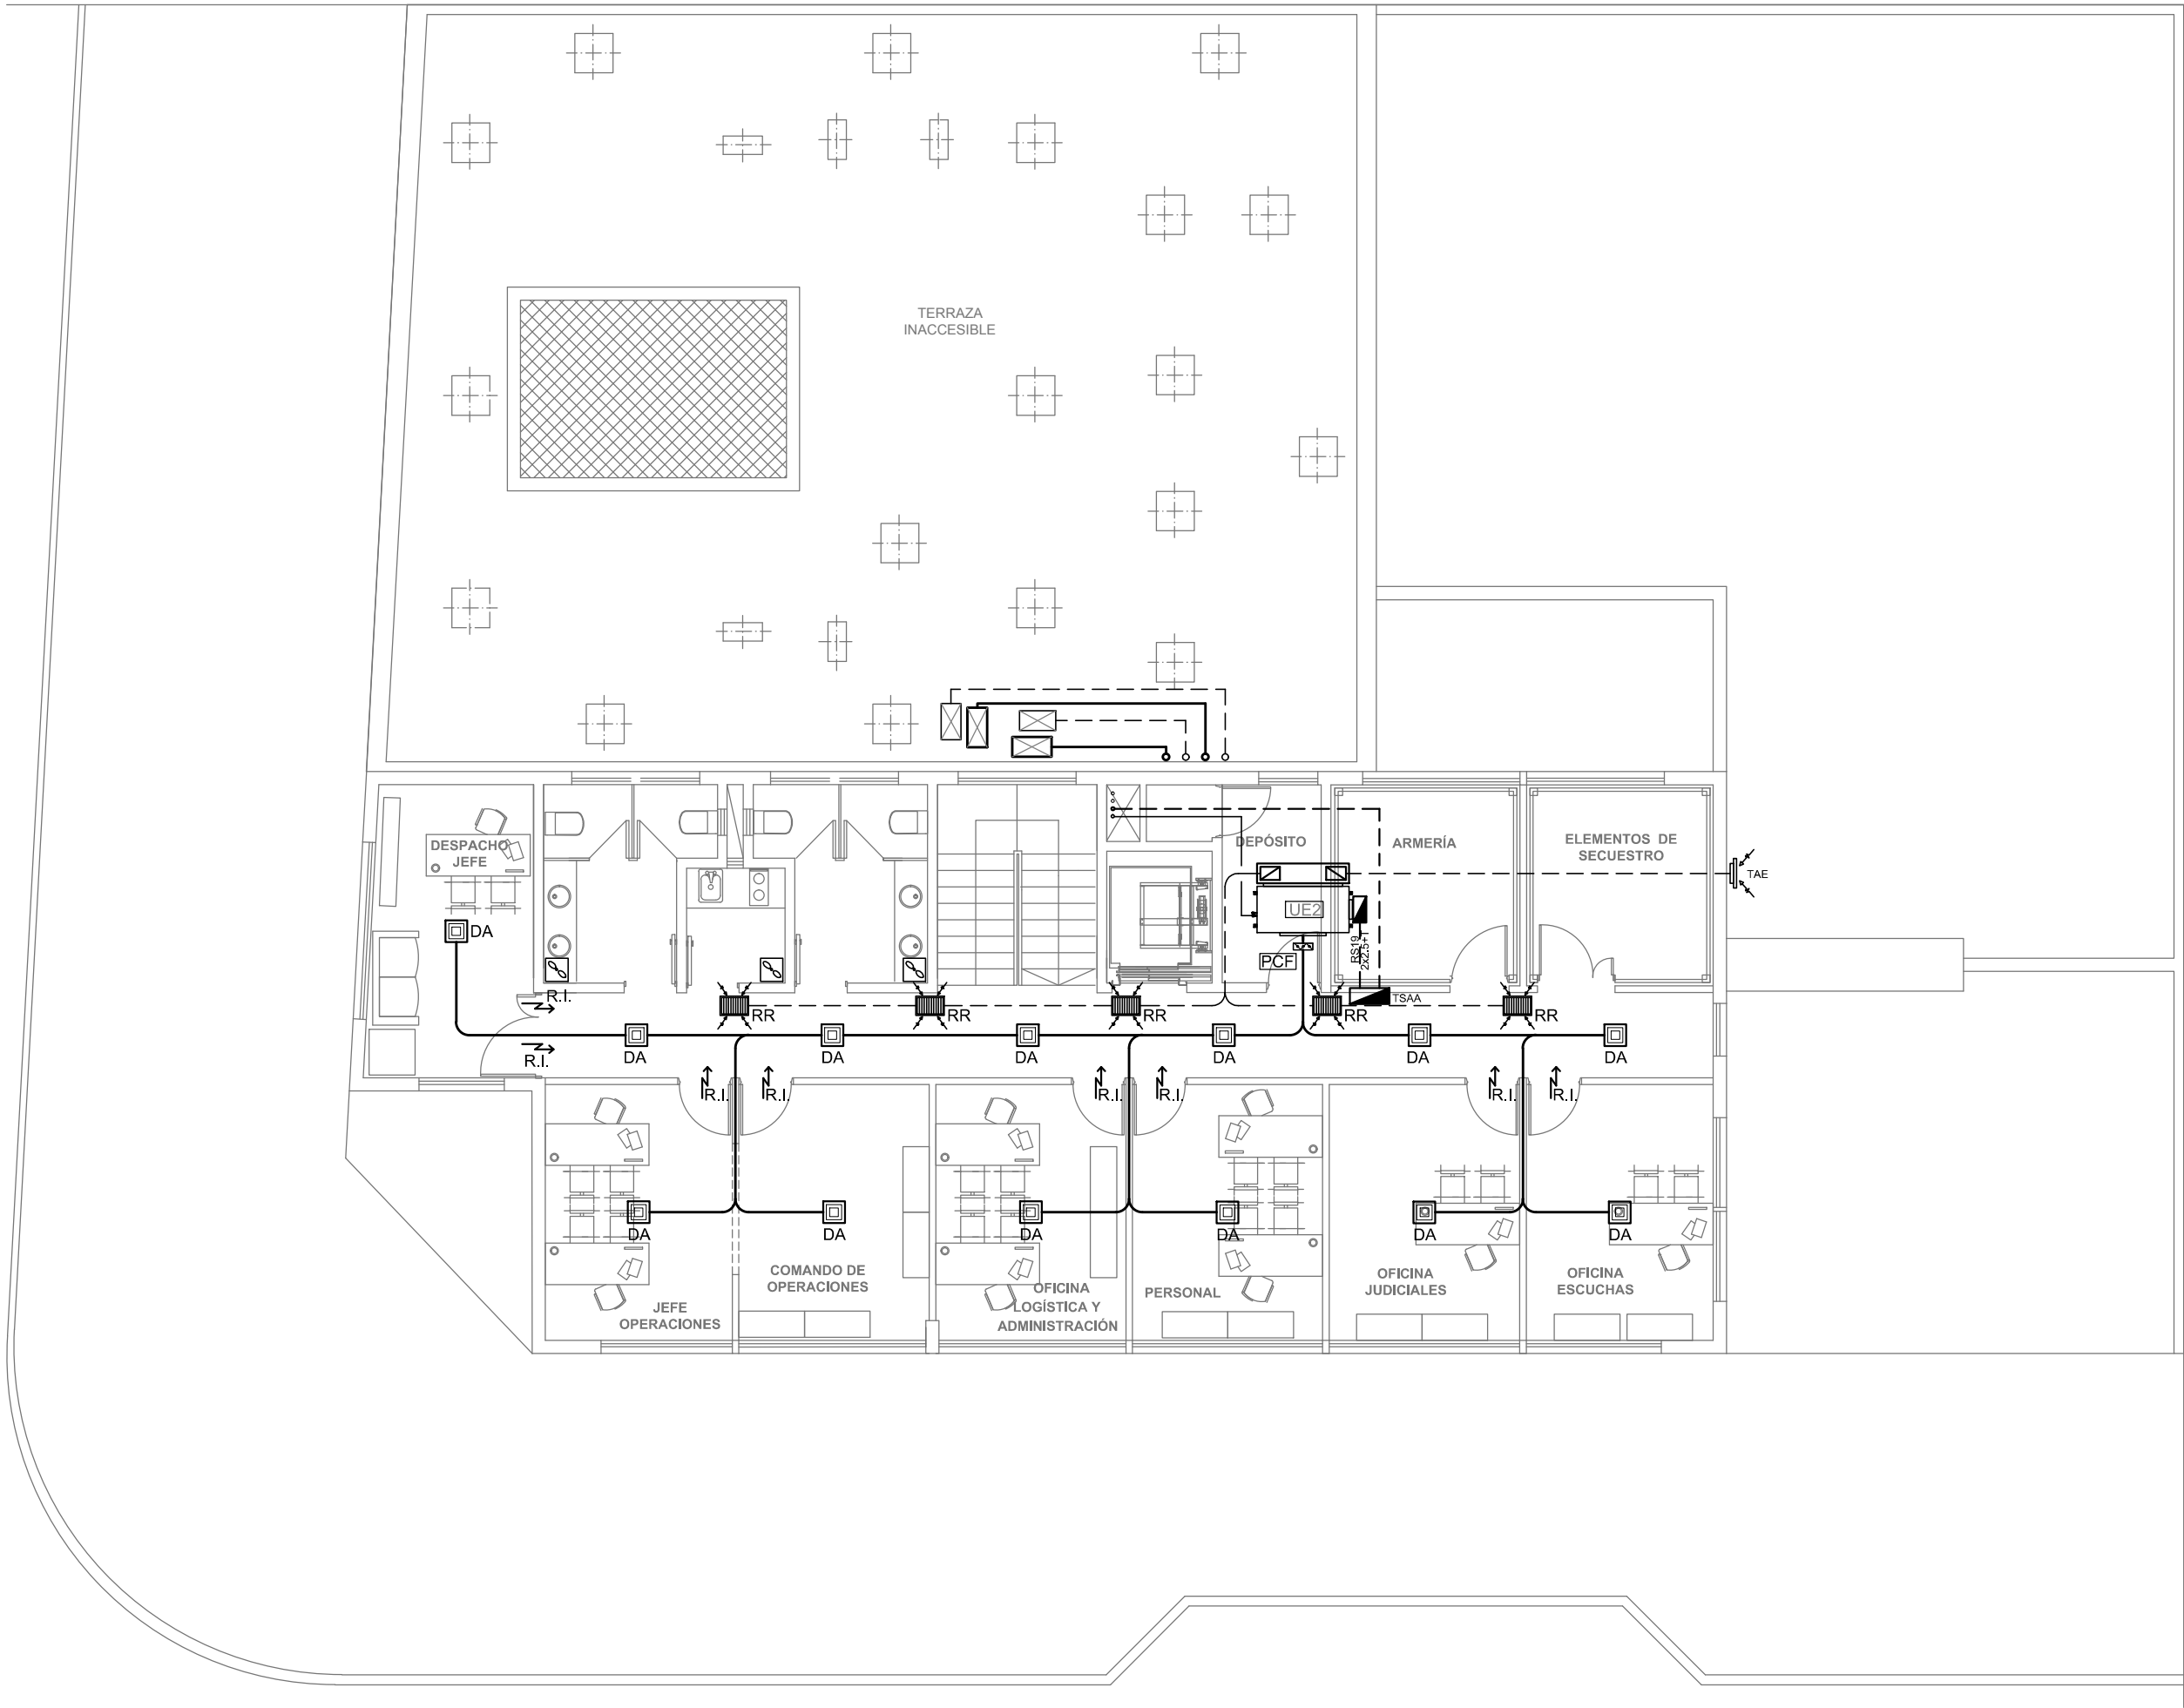 TERRAZA
INACCESIBLE
DESPACHO
JEFE
DEPÓSITO
ARMERÍA
ELEMENTOS DE
SECUESTRO
TAE
UE2
RS19
2x2.5+T
PCF
DA
TSAA
R.I.
RR
RR
RR
RR
RR
R.I.
DA
DA
DA
DA
DA
DA
R.I.
R.I.
R.I.
R.I.
R.I.
R.I.
DA
DA
DA
DA
DA
DA
COMANDO DE
OPERACIONES
JEFE
OPERACIONES
OFICINA
LOGÍSTICA Y
ADMINISTRACIÓN
PERSONAL
OFICINA
JUDICIALES
OFICINA
ESCUCHAS